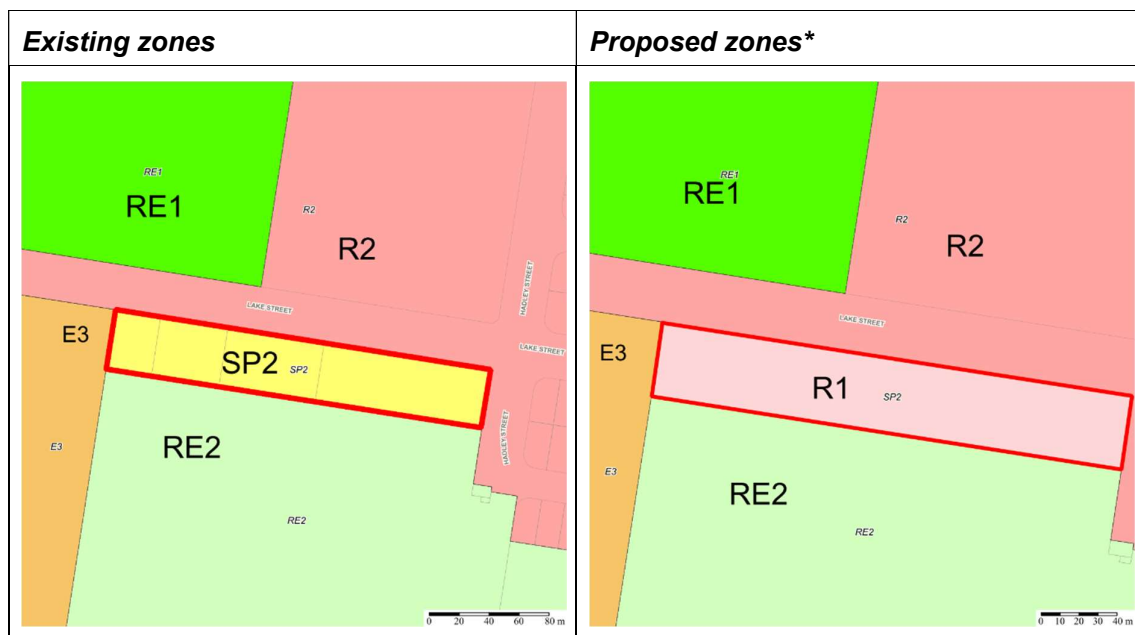 Existing zones
Proposed zones*
RE1
RE1
R2
R2
HADLEY STREET
LAKE STREET
LAKE STREET
E3
SP2
SP2
HADLEY STREET
RE2
E3
RE2
0 20 40 60 80 m
RE1
RE1
R2
R2
LAKE STREET
E3
R1
SP2
E3
RE2
RE2
0 10 20 30 40 m